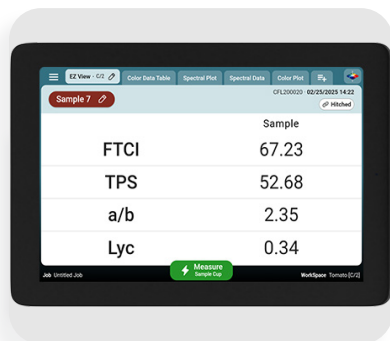 EZ View - C/2 Color Data Table Spectral Plot Spectral Data Color Plot
Sample 7 CFL200020 · 02/25/2025 14:22
Hitched
Sample
FTCI 67.23
TPS 52.68
a/b 2.35
Lyc 0.34
Measure
Sample Cup
Job Untitled Job WorkSpace Tomato [C/2]